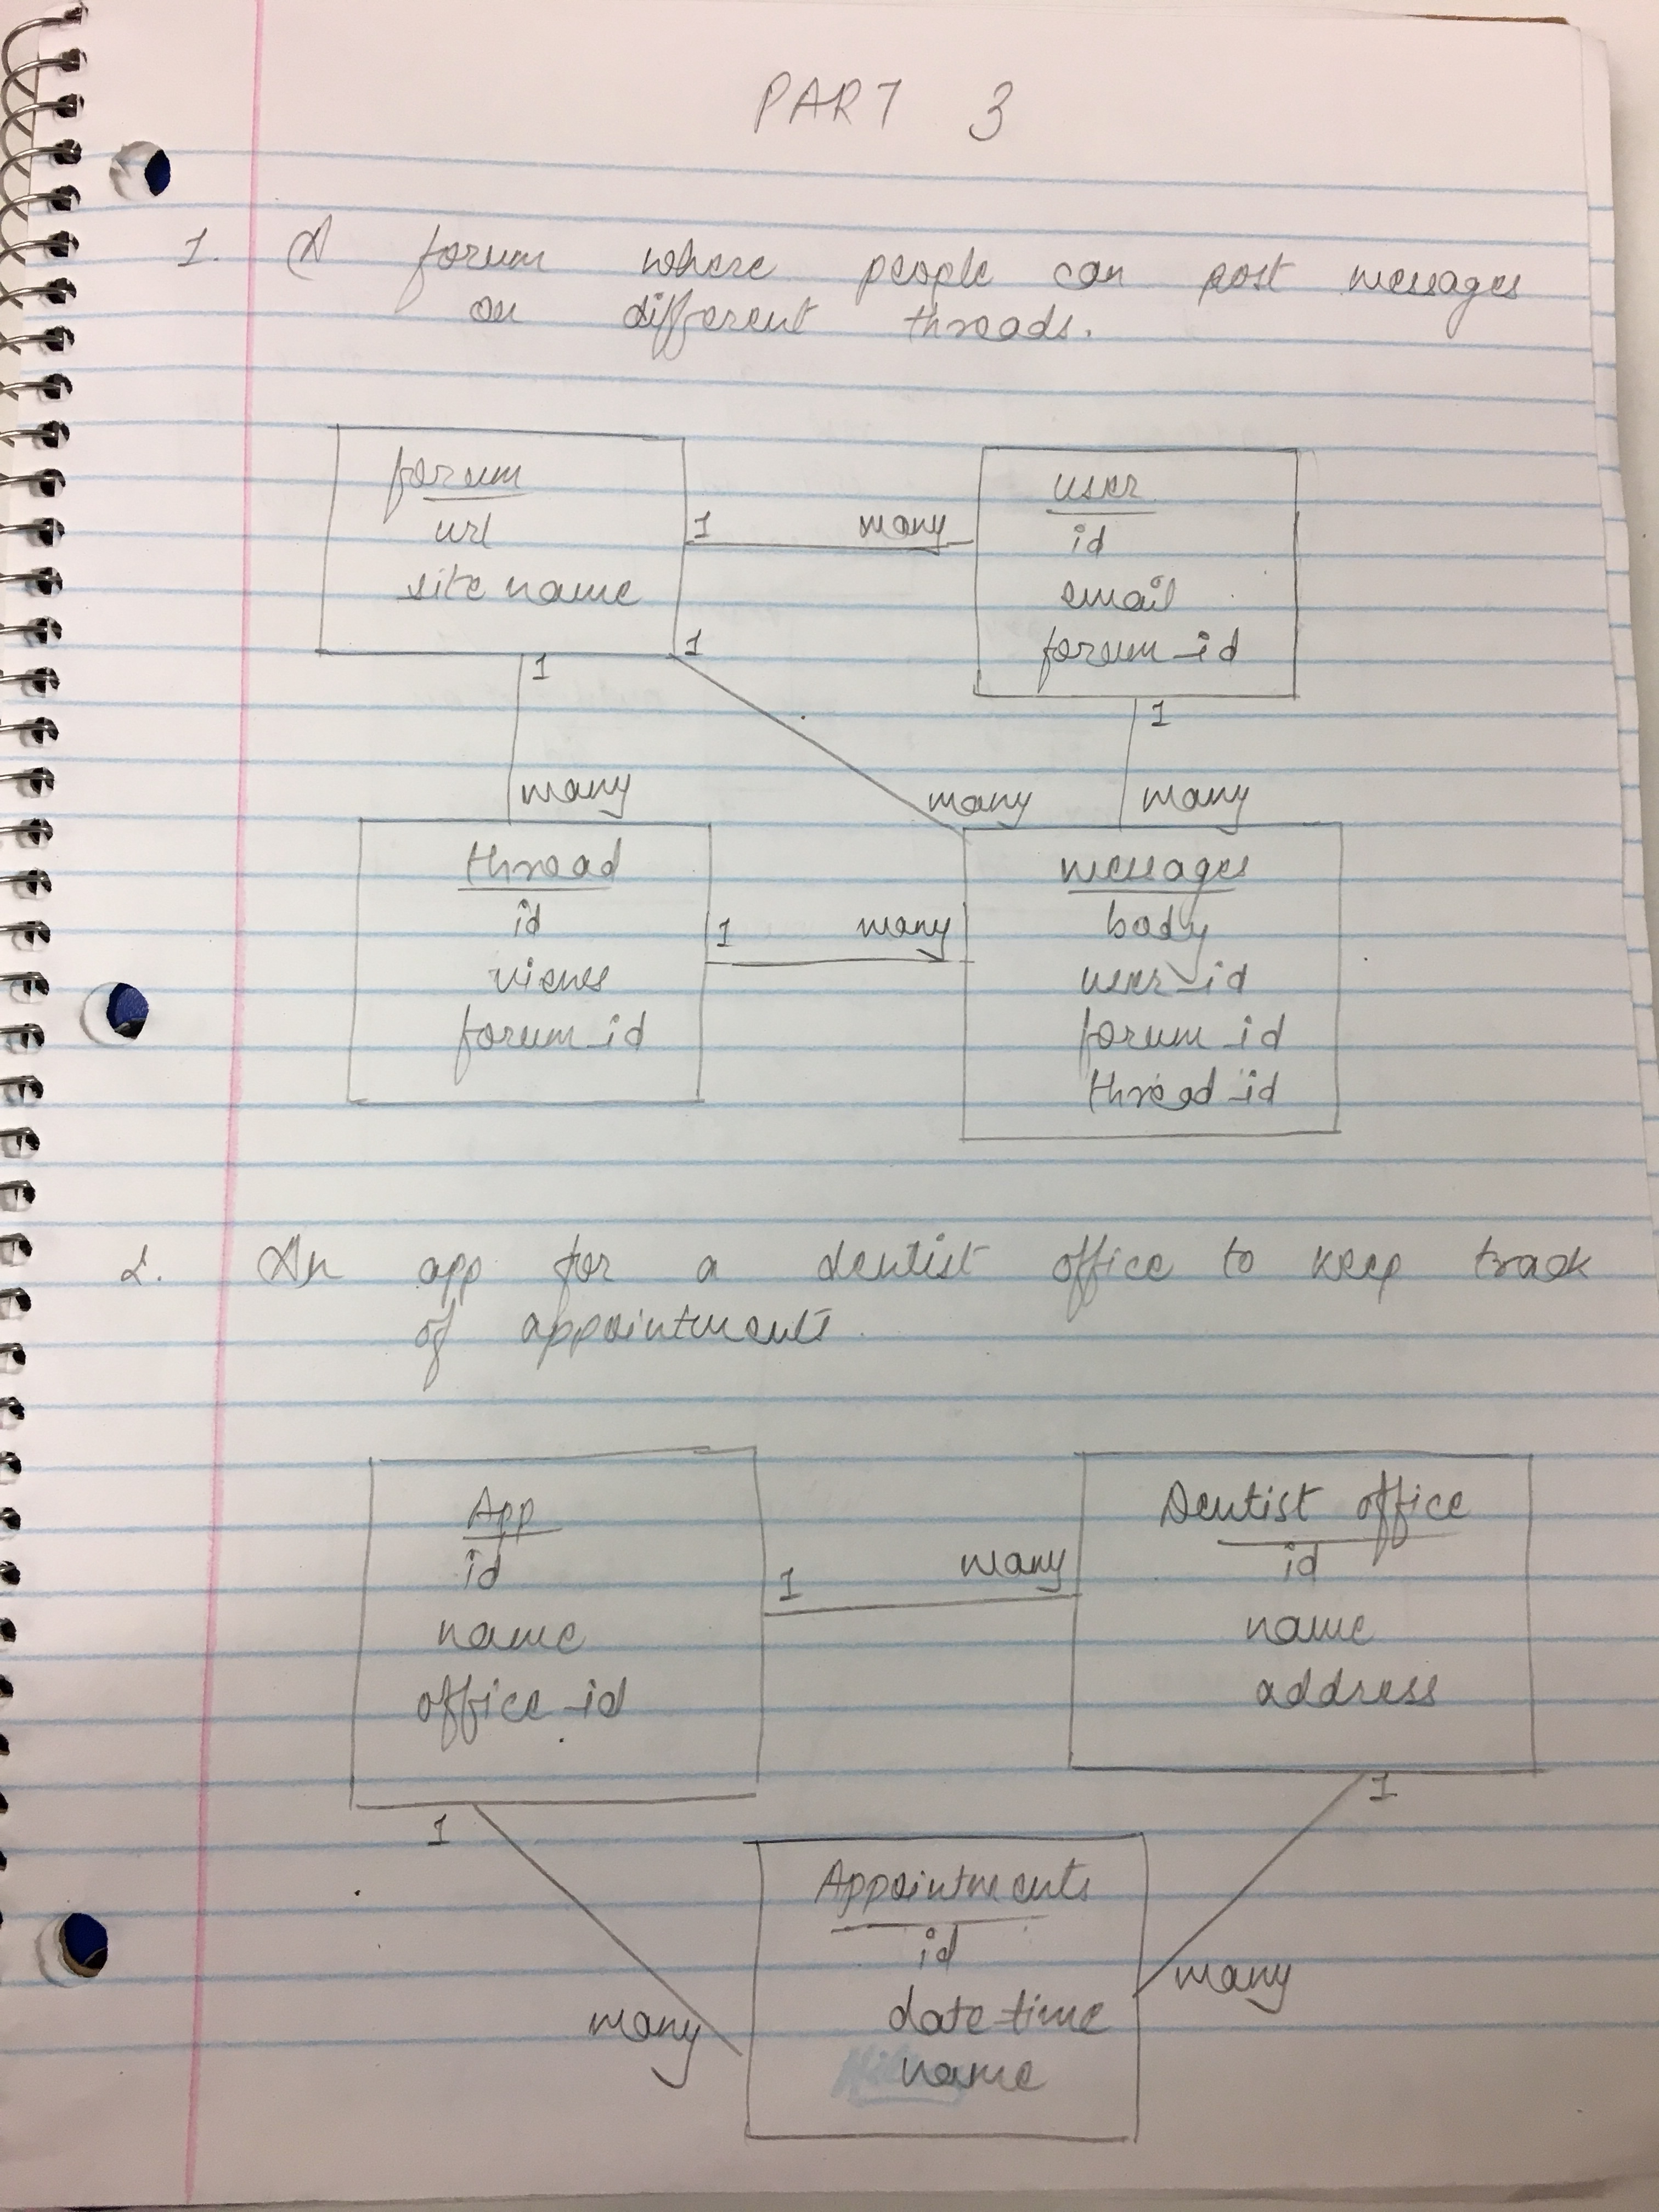 PART 3
1. A forum where people can post messages
on different threads.
forum
url
site name
1 many
user
id
email
forum_id
1
1
1
many
many
many
thread
id
views
forum_id
1 many
messages
body
user_id
forum_id
thread_id
2. An app for a dentist office to keep track
of appointments.
App
id
name
office_id
1 many
Dentist office
id
name
address
1
1
Appointments
id
date-time
name
many
many